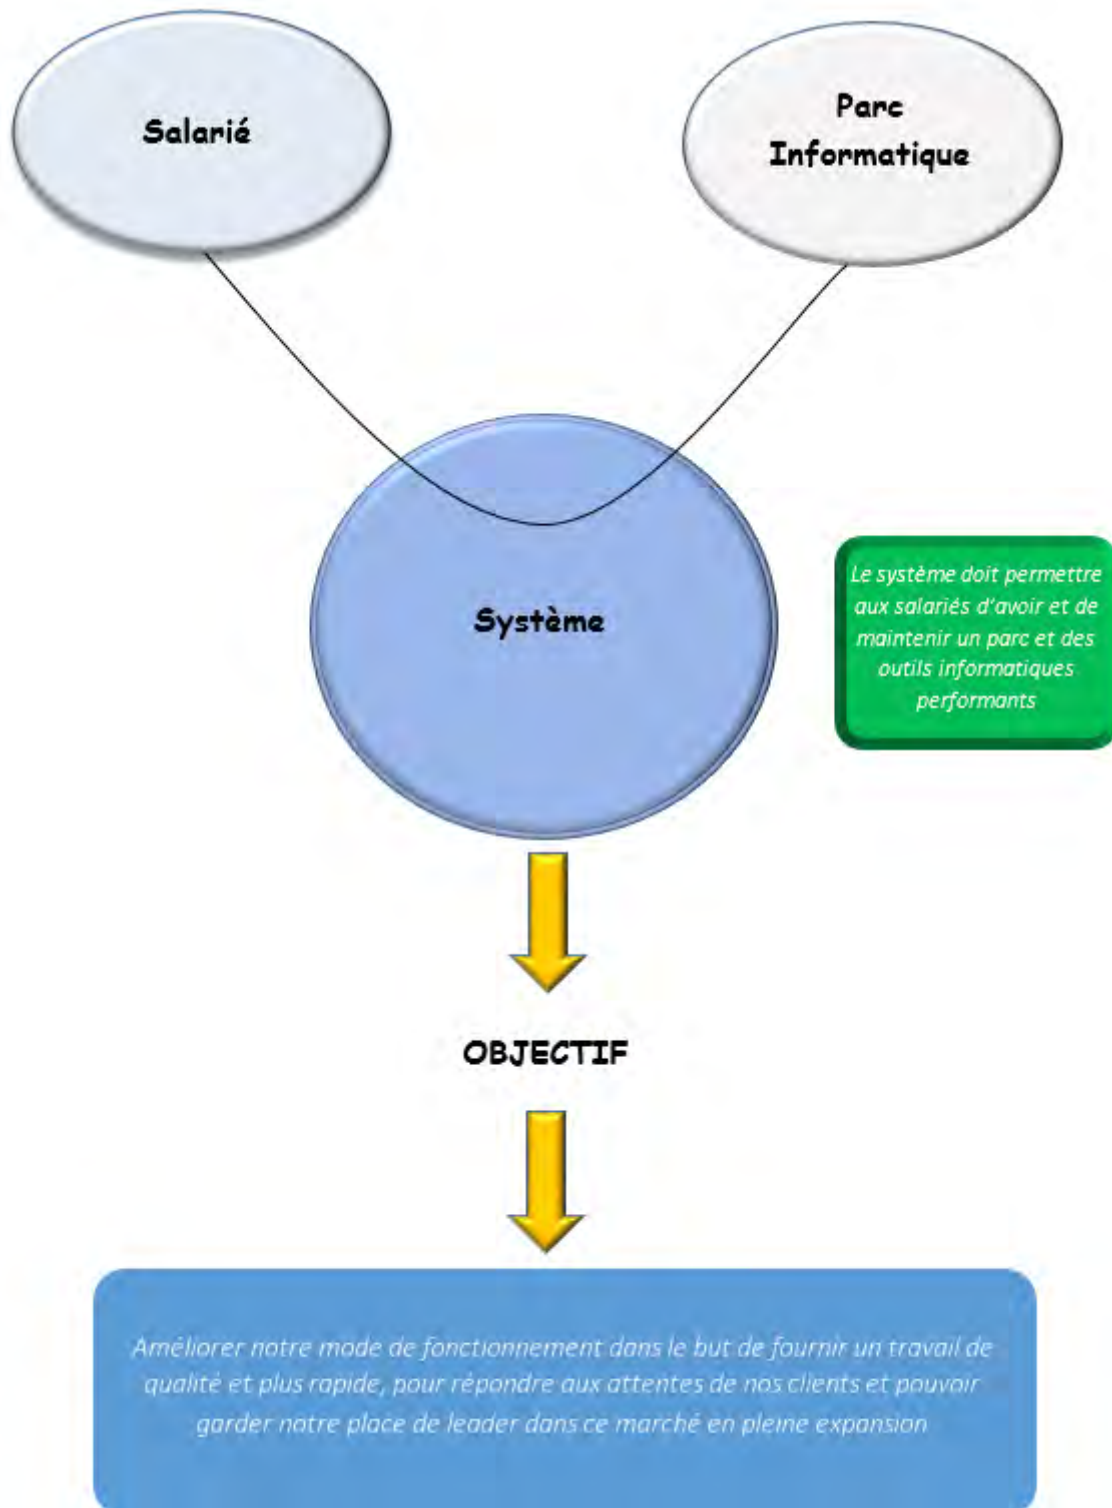 Salarié
Parc
Informatique
Système
Le système doit permettre
aux salariés d'avoir et de
maintenir un parc et des
outils informatiques
performants
OBJECTIF
Améliorer notre mode de fonctionnement dans le but de fournir un travail de
qualité et plus rapide, pour répondre aux attentes de nos clients et pouvoir
garder notre place de leader dans ce marché en pleine expansion